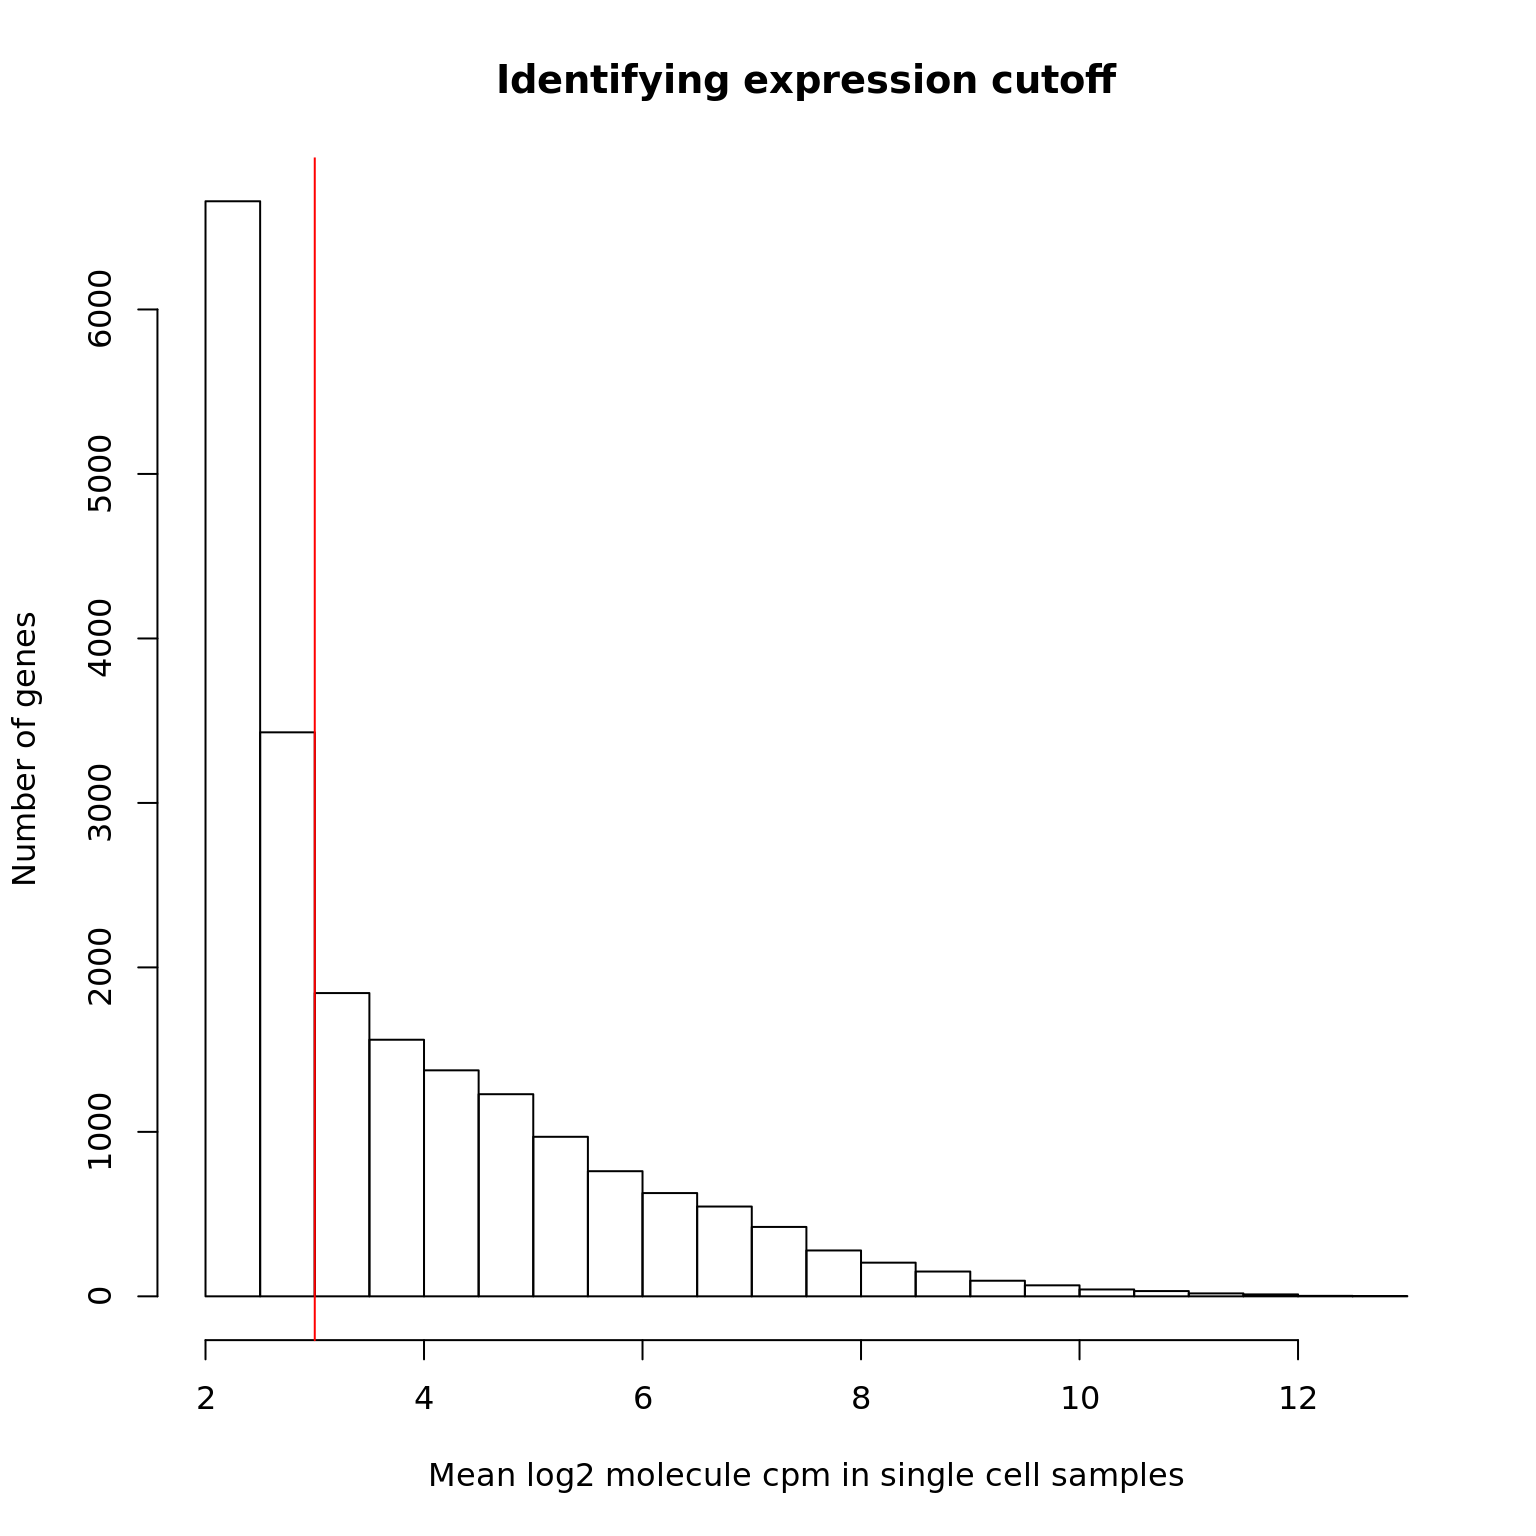 Identifying expression cutoff
Number of genes
6000
5000
4000
3000
2000
1000
0
2 4 6 8 10 12
Mean log2 molecule cpm in single cell samples